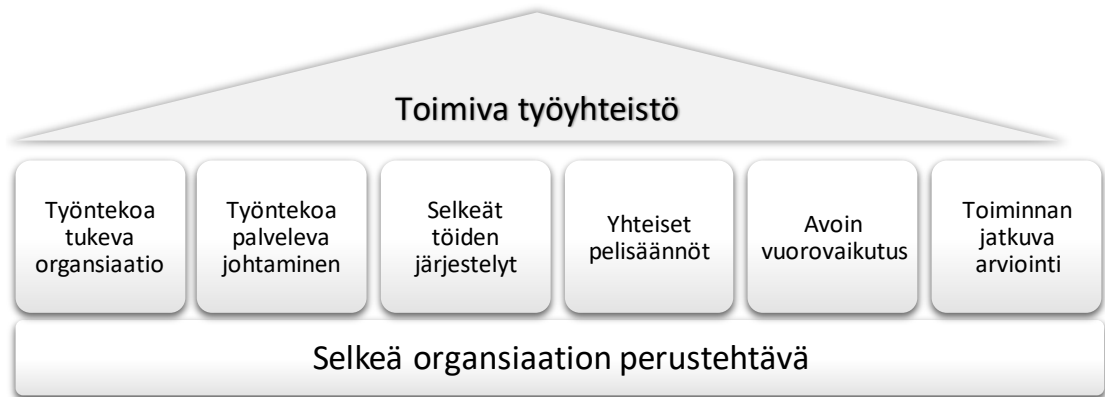 Toimiva työyhteistö
Työntekoa
tukeva
organsiaatio
Työntekoa
palveleva
johtaminen
Selkeät
töiden
järjestelyt
Yhteiset
pelisäännöt
Avoin
vuorovaikutus
Toiminnan
jatkuva
arviointi
Selkeä organsiaation perustehtävä